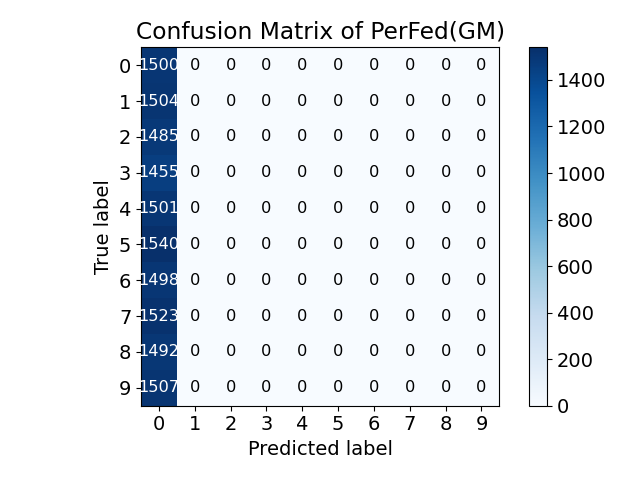 Confusion Matrix of PerFed(GM)
0 1500 0 0 0 0 0 0 0 0 0
1 1504 0 0 0 0 0 0 0 0 0
2 1485 0 0 0 0 0 0 0 0 0
3 1455 0 0 0 0 0 0 0 0 0
4 1501 0 0 0 0 0 0 0 0 0
5 1540 0 0 0 0 0 0 0 0 0
6 1498 0 0 0 0 0 0 0 0 0
7 1523 0 0 0 0 0 0 0 0 0
8 1492 0 0 0 0 0 0 0 0 0
9 1507 0 0 0 0 0 0 0 0 0
0 1 2 3 4 5 6 7 8 9
Predicted label
True label
1400
1200
1000
800
600
400
200
0